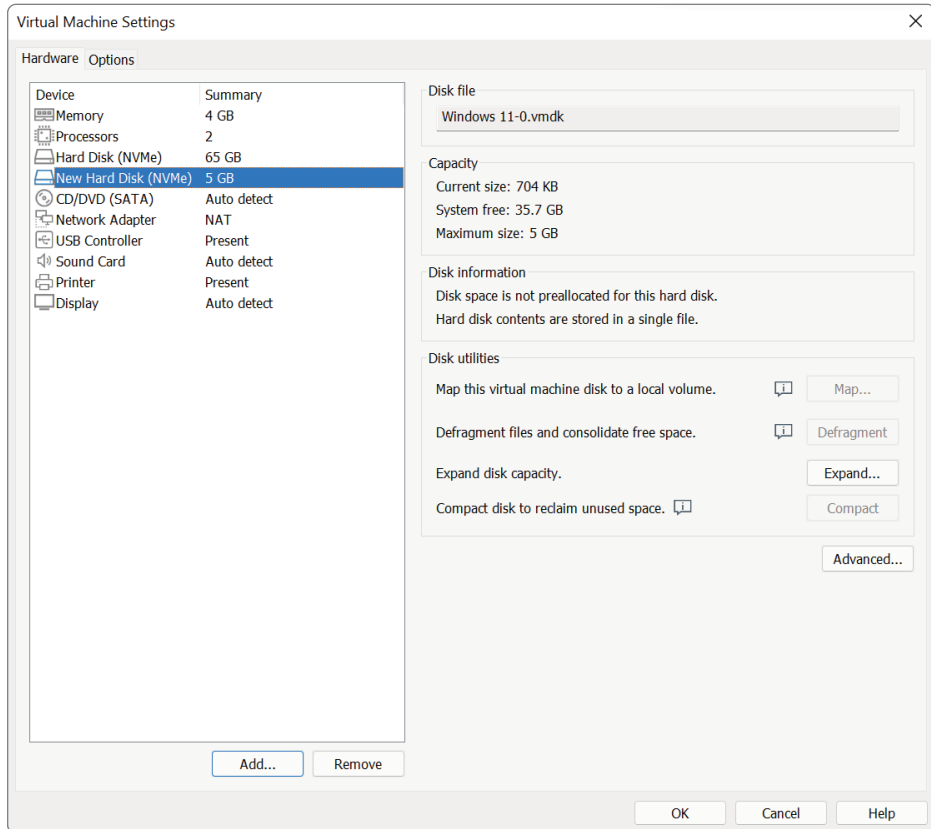 Virtual Machine Settings
Hardware Options
Device Summary
Memory 4 GB
Processors 2
Hard Disk (NVMe) 65 GB
New Hard Disk (NVMe) 5 GB
CD/DVD (SATA) Auto detect
Network Adapter NAT
USB Controller Present
Sound Card Auto detect
Printer Present
Display Auto detect
Add... Remove
Disk file
Windows 11-0.vmdk
Capacity
Current size: 704 KB
System free: 35.7 GB
Maximum size: 5 GB
Disk information
Disk space is not preallocated for this hard disk.
Hard disk contents are stored in a single file.
Disk utilities
Map this virtual machine disk to a local volume. Map...
Defragment files and consolidate free space. Defragment
Expand disk capacity. Expand...
Compact disk to reclaim unused space. Compact
Advanced...
OK Cancel Help